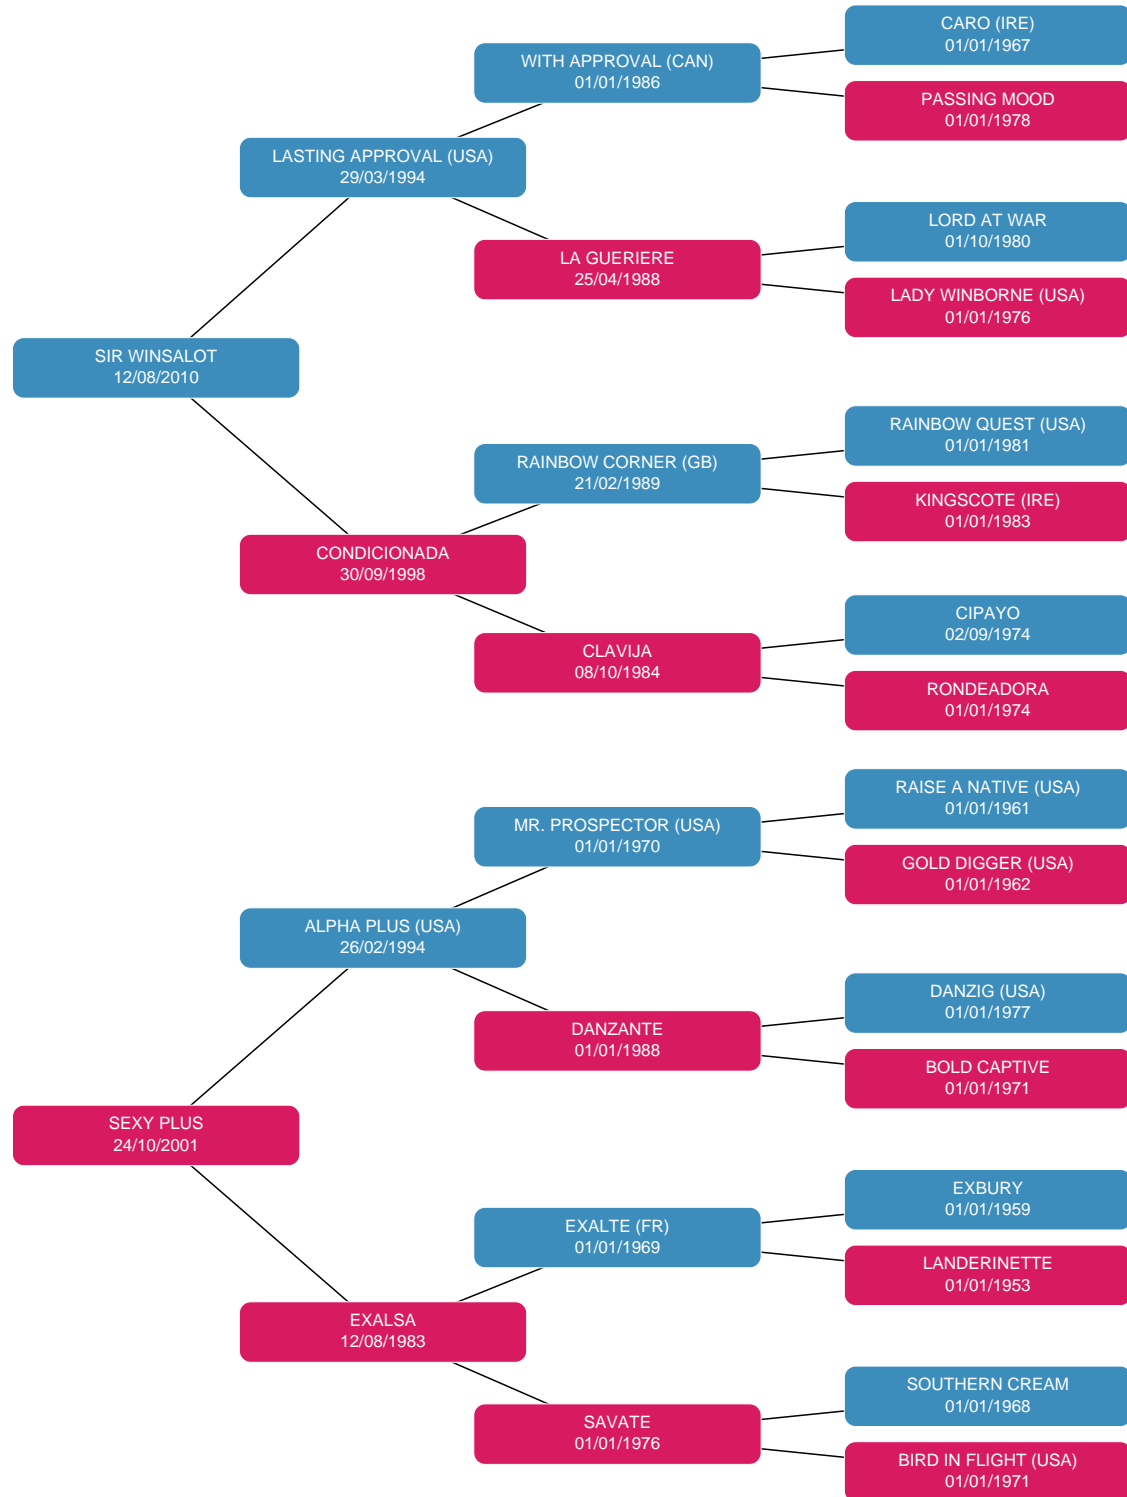 CARO (IRE)
01/01/1967
WITH APPROVAL (CAN)
01/01/1986
PASSING MOOD
01/01/1978
LASTING APPROVAL (USA)
29/03/1994
LORD AT WAR
01/10/1980
LA GUERIERE
25/04/1988
LADY WINBORNE (USA)
01/01/1976
SIR WINSALOT
12/08/2010
RAINBOW QUEST (USA)
01/01/1981
RAINBOW CORNER (GB)
21/02/1989
KINGSCOTE (IRE)
01/01/1983
CONDICIONADA
30/09/1998
CIPAYO
02/09/1974
CLAVIJA
08/10/1984
RONDEADORA
01/01/1974
RAISE A NATIVE (USA)
01/01/1961
MR. PROSPECTOR (USA)
01/01/1970
GOLD DIGGER (USA)
01/01/1962
ALPHA PLUS (USA)
26/02/1994
DANZIG (USA)
01/01/1977
DANZANTE
01/01/1988
BOLD CAPTIVE
01/01/1971
SEXY PLUS
24/10/2001
EXBURY
01/01/1959
EXALTE (FR)
01/01/1969
LANDERINETTE
01/01/1953
EXALSA
12/08/1983
SOUTHERN CREAM
01/01/1968
SAVATE
01/01/1976
BIRD IN FLIGHT (USA)
01/01/1971